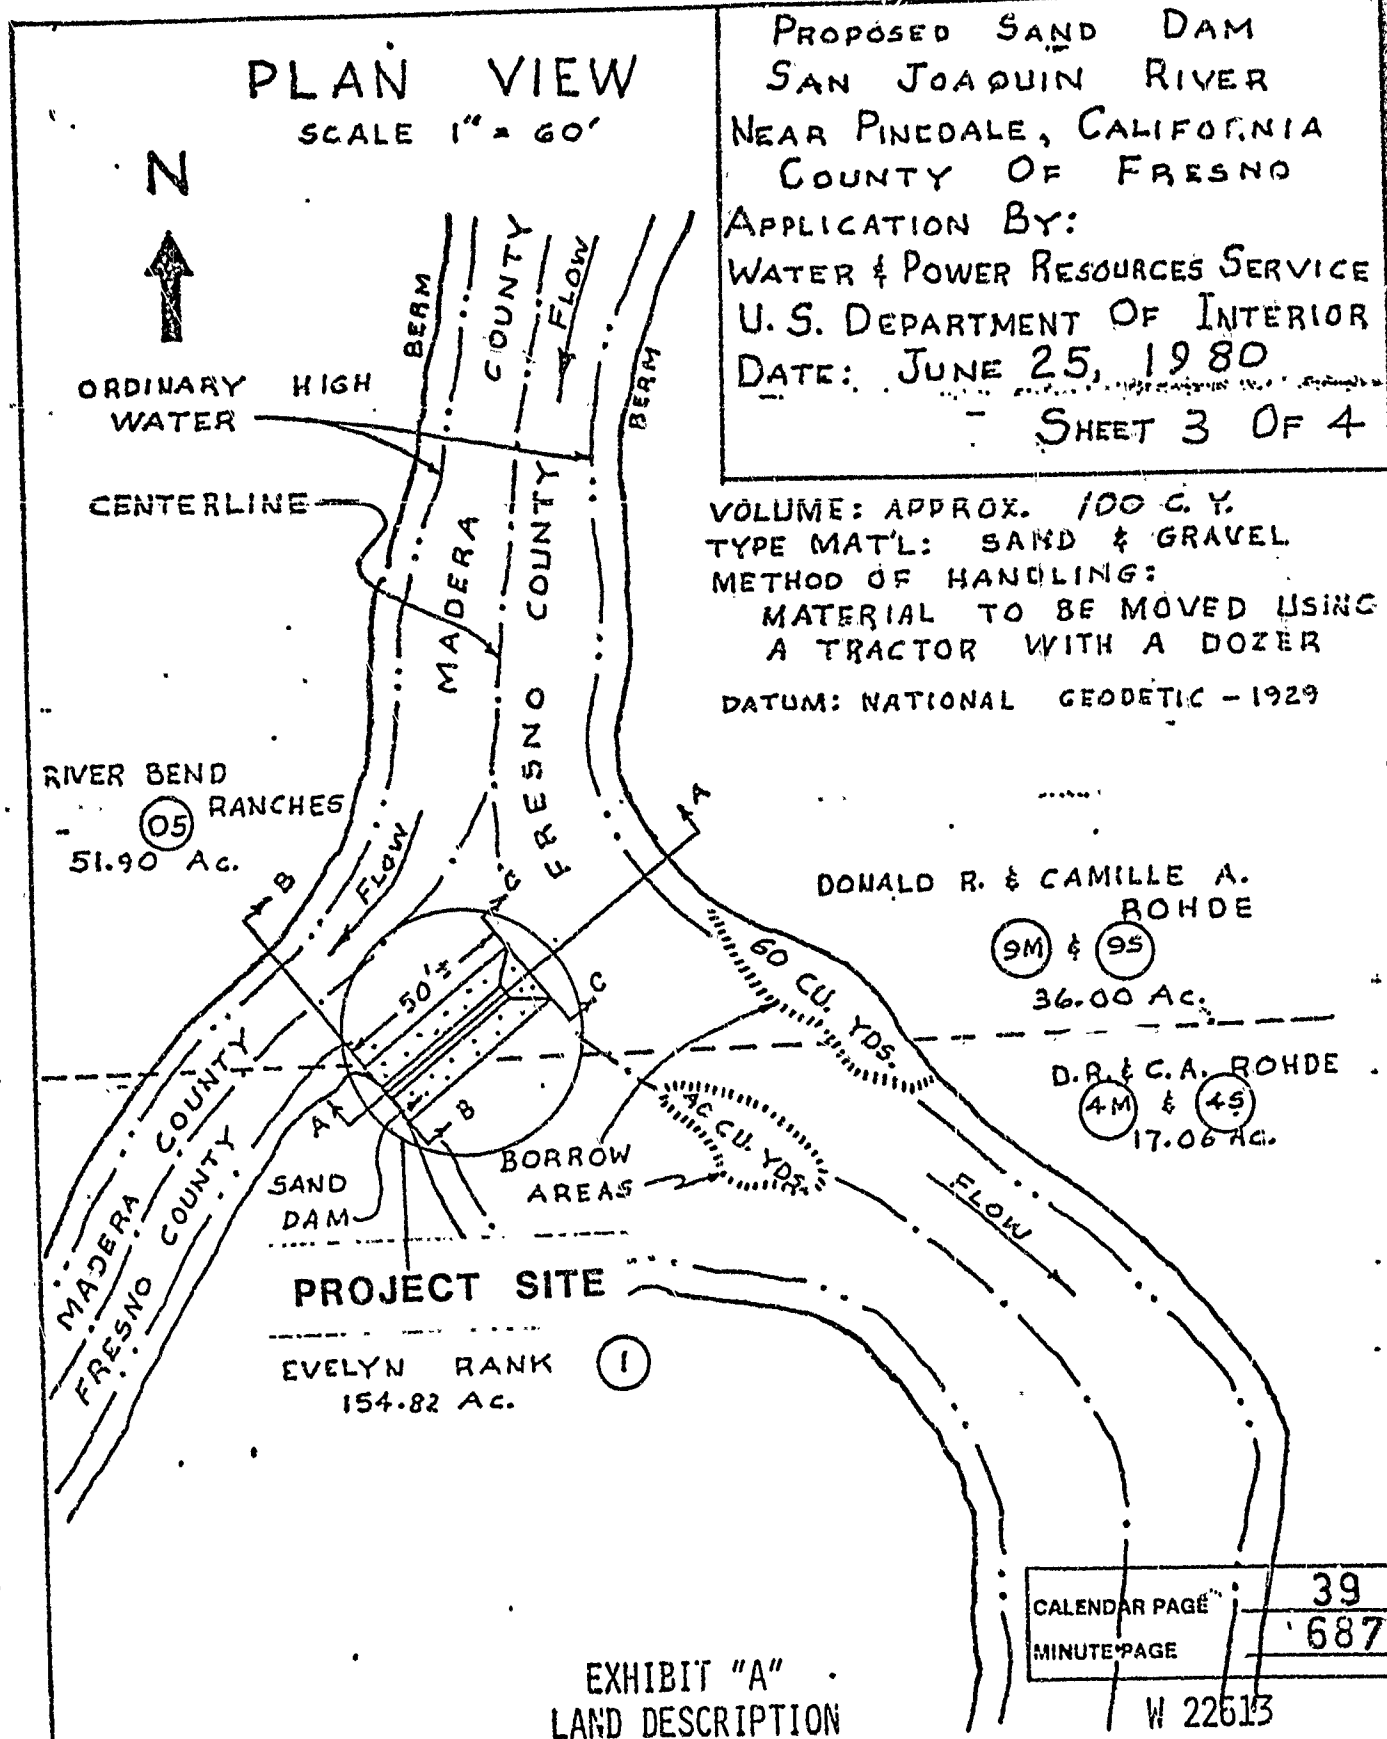 PLAN VIEW
SCALE 1" = 60'
N
PROPOSED SAND DAM
SAN JOAQUIN RIVER
NEAR PINEDALE, CALIFORNIA
COUNTY OF FRESNO
APPLICATION BY:
WATER & POWER RESOURCES SERVICE
U.S. DEPARTMENT OF INTERIOR
DATE: JUNE 25, 1980
SHEET 3 OF 4
VOLUME: APPROX. 100 C.Y.
TYPE MAT'L: SAND & GRAVEL
METHOD OF HANDLING:
MATERIAL TO BE MOVED USING
A TRACTOR WITH A DOZER
DATUM: NATIONAL GEODETIC - 1929
BERM
COUNTY
FLOW
BERM
ORDINARY HIGH
WATER
CENTERLINE
MADERA
FRESNO COUNTY
RIVER BEND
RANCHES
05
51.90 Ac.
FLOW
B
C
A
50'±
C
A
B
60 CU. YDS.
DONALD R. & CAMILLE A.
ROHDE
9M & 9S
36.00 Ac.
D.R. & C.A. ROHDE
4M & 4S
17.06 Ac.
CU. YDS.
BORROW
AREAS
FLOW
SAND
DAM
MADERA COUNTY
FRESNO COUNTY
PROJECT SITE
EVELYN RANK 1
154.82 Ac.
CALENDAR PAGE 39
MINUTE PAGE 687
EXHIBIT "A"
LAND DESCRIPTION
W 22613